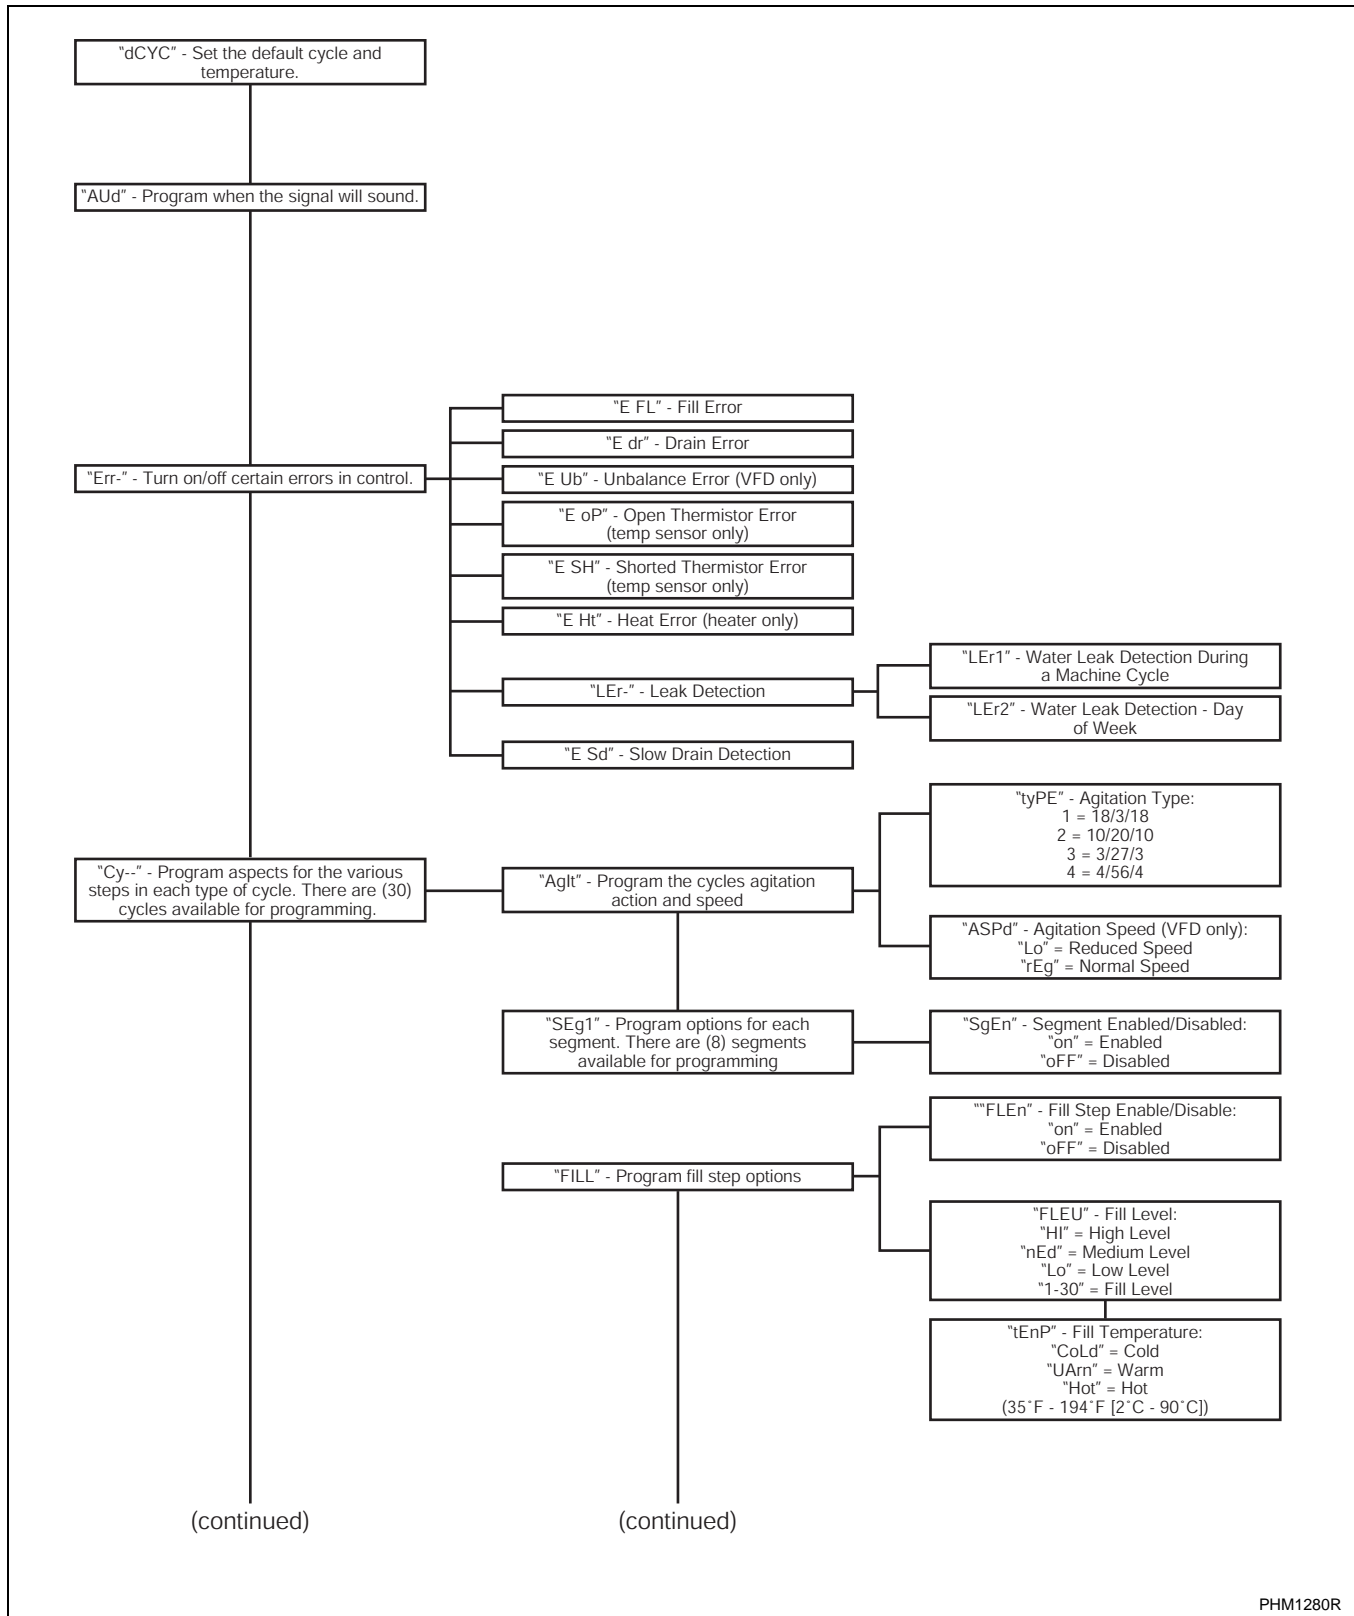 “dCYC” - Set the default cycle and
temperature.
“AUd” - Program when the signal will sound.
“Err-” - Turn on/off certain errors in control.
“E FL” - Fill Error
“E dr” - Drain Error
“E Ub” - Unbalance Error (VFD only)
“E oP” - Open Thermistor Error
(temp sensor only)
“E SH” - Shorted Thermistor Error
(temp sensor only)
“E Ht” - Heat Error (heater only)
“LEr-” - Leak Detection
“LEr1” - Water Leak Detection During
a Machine Cycle
“LEr2” - Water Leak Detection - Day
of Week
“E Sd” - Slow Drain Detection
“Cy--” - Program aspects for the various
steps in each type of cycle. There are (30)
cycles available for programming.
“AgIt” - Program the cycles agitation
action and speed
“tyPE” - Agitation Type:
1 = 18/3/18
2 = 10/20/10
3 = 3/27/3
4 = 4/56/4
“ASPd” - Agitation Speed (VFD only):
“Lo” = Reduced Speed
“rEg” = Normal Speed
“SEg1” - Program options for each
segment. There are (8) segments
available for programming
“SgEn” - Segment Enabled/Disabled:
“on” = Enabled
“oFF” = Disabled
“FILL” - Program fill step options
““FLEn” - Fill Step Enable/Disable:
“on” = Enabled
“oFF” = Disabled
“FLEU” - Fill Level:
“HI” = High Level
“nEd” = Medium Level
“Lo” = Low Level
“1-30” = Fill Level
“tEnP” - Fill Temperature:
“CoLd” = Cold
“UArn” = Warm
“Hot” = Hot
(35˚F - 194˚F [2˚C - 90˚C])
(continued)
(continued)
PHM1280R